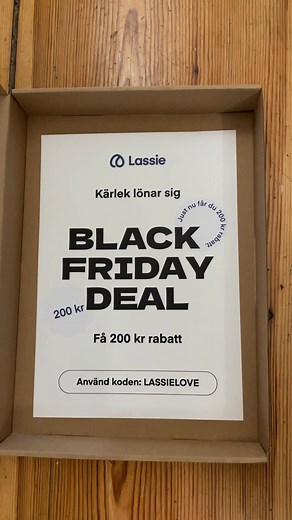 Lassie
Kärlek lönar sig
Just nu får du 200 kr rabatt.
BLACK
FRIDAY
DEAL
200 kr
Få 200 kr rabatt
Använd koden: LASSIELOVE